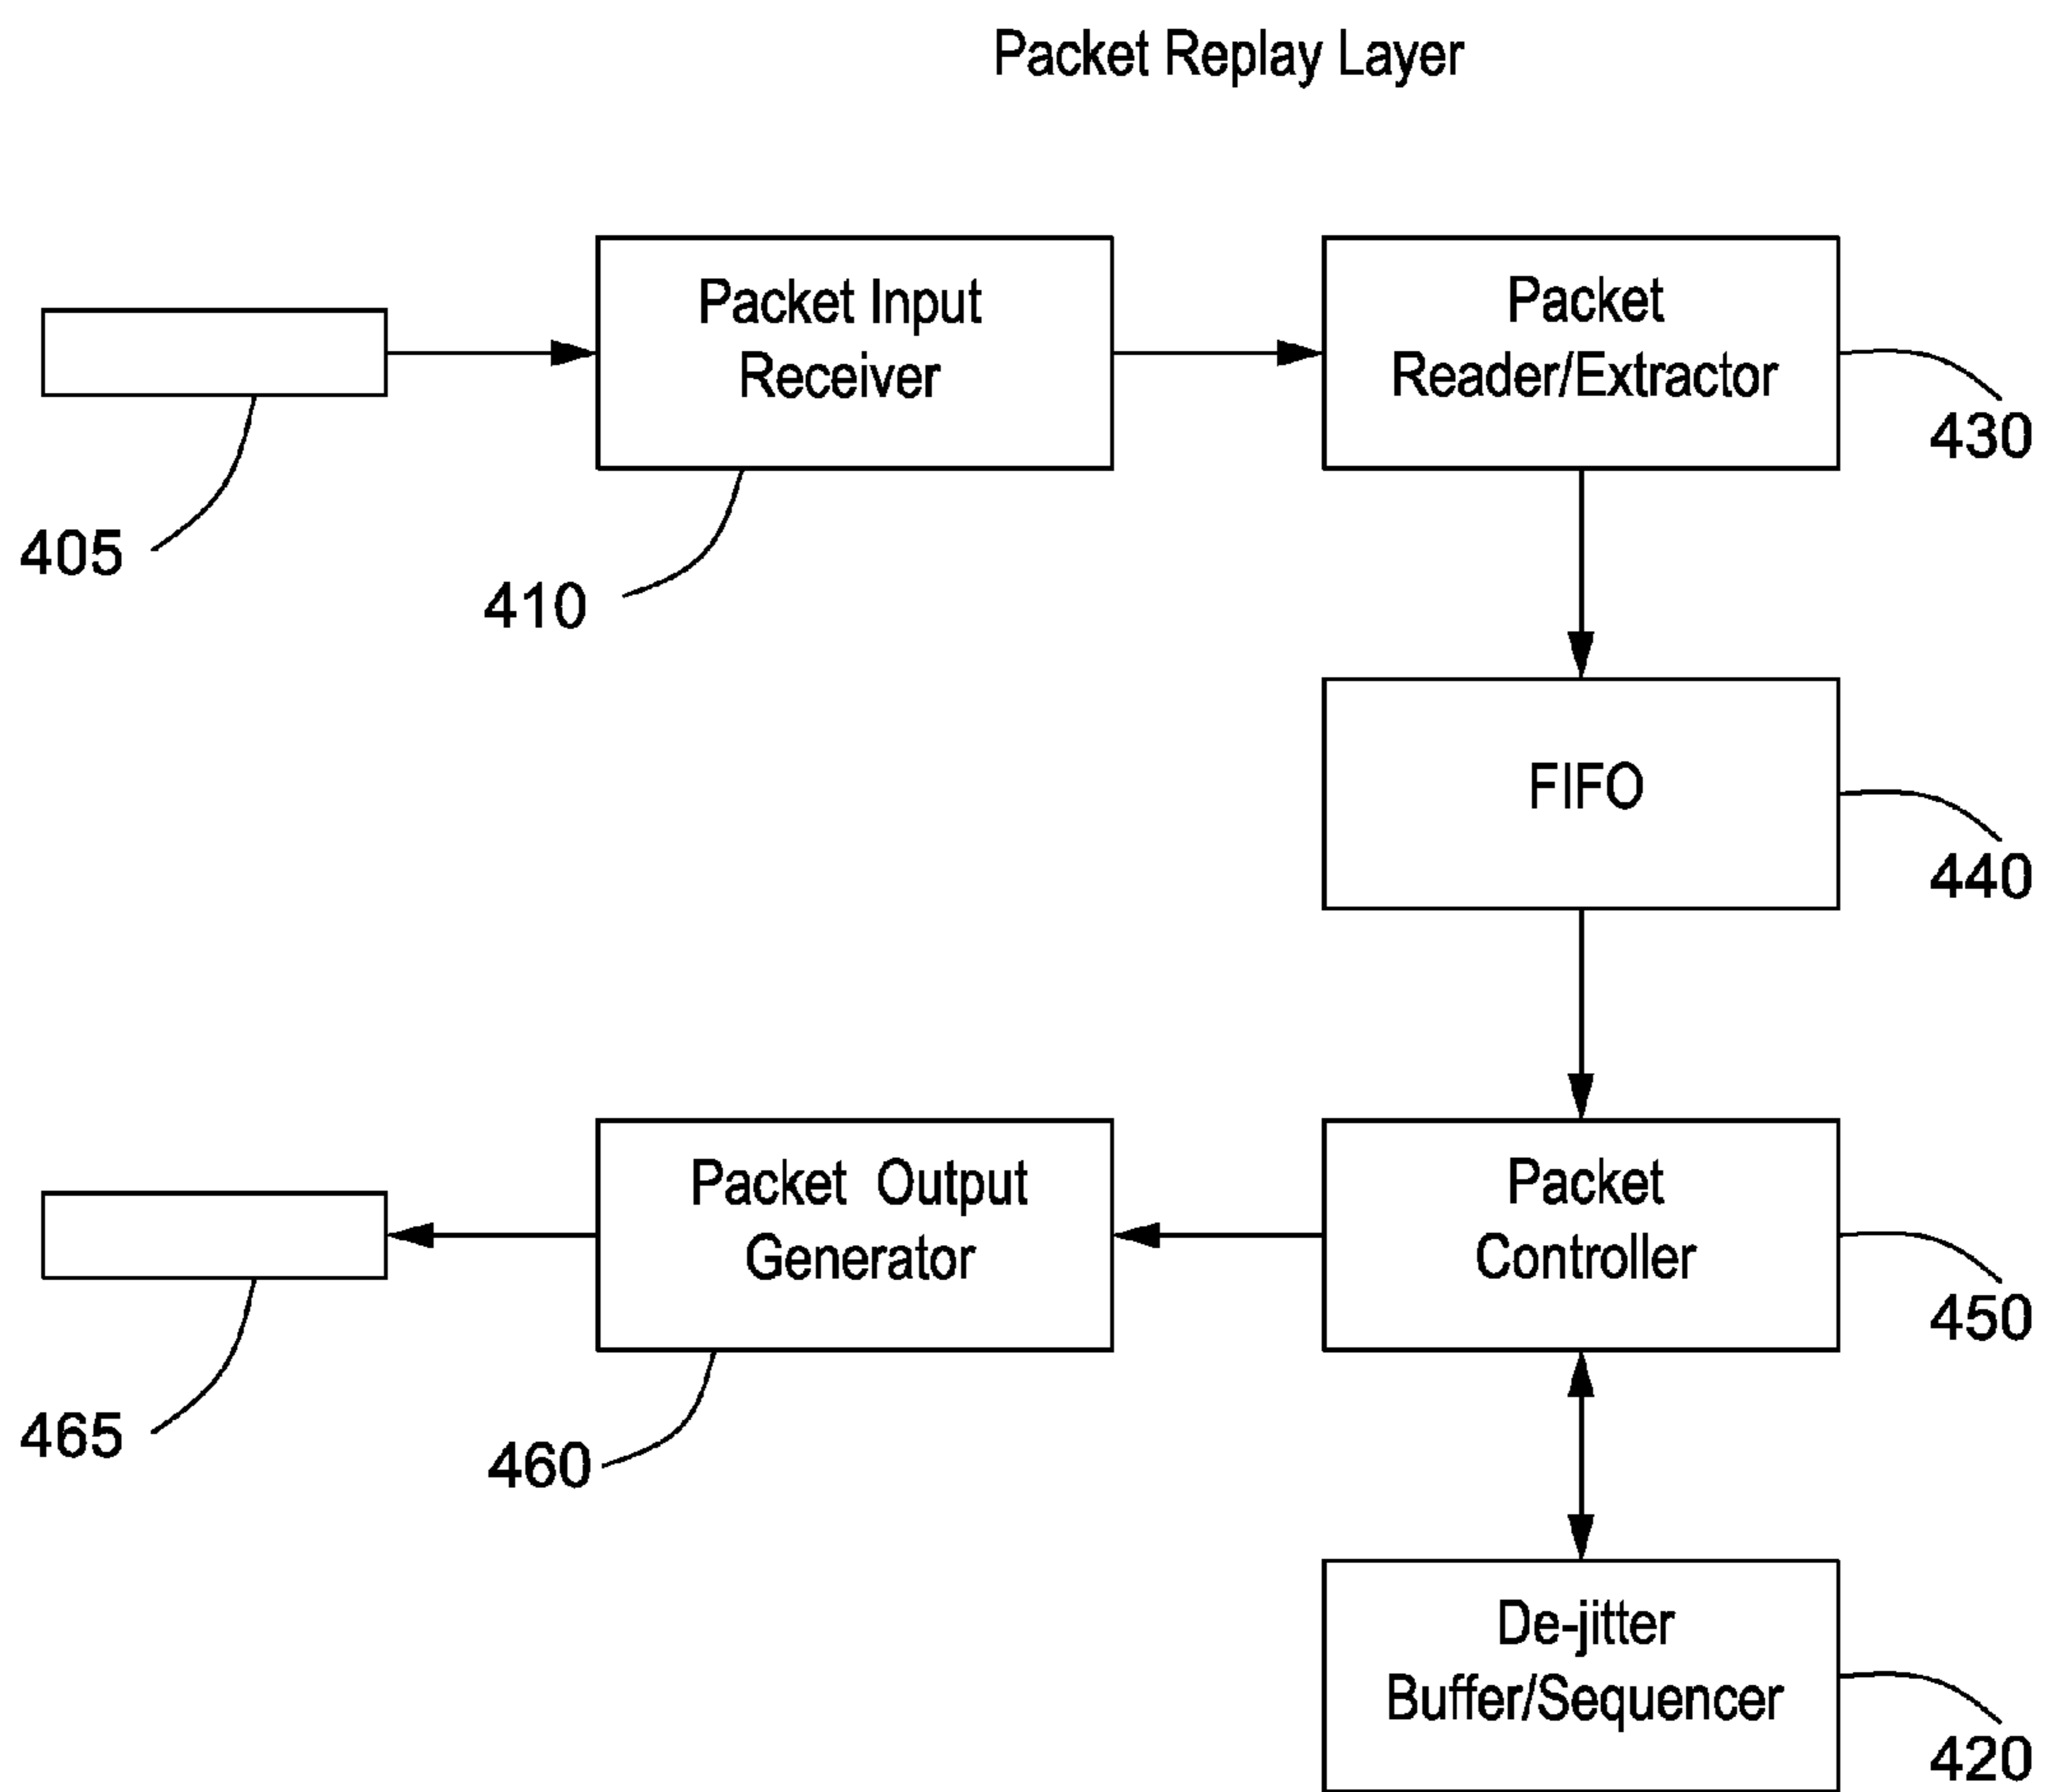 Packet Replay Layer
Packet Input
Receiver
Packet
Reader/Extractor
430
405
410
FIFO
440
Packet Output
Generator
Packet
Controller
450
465
460
De-jitter
Buffer/Sequencer
420